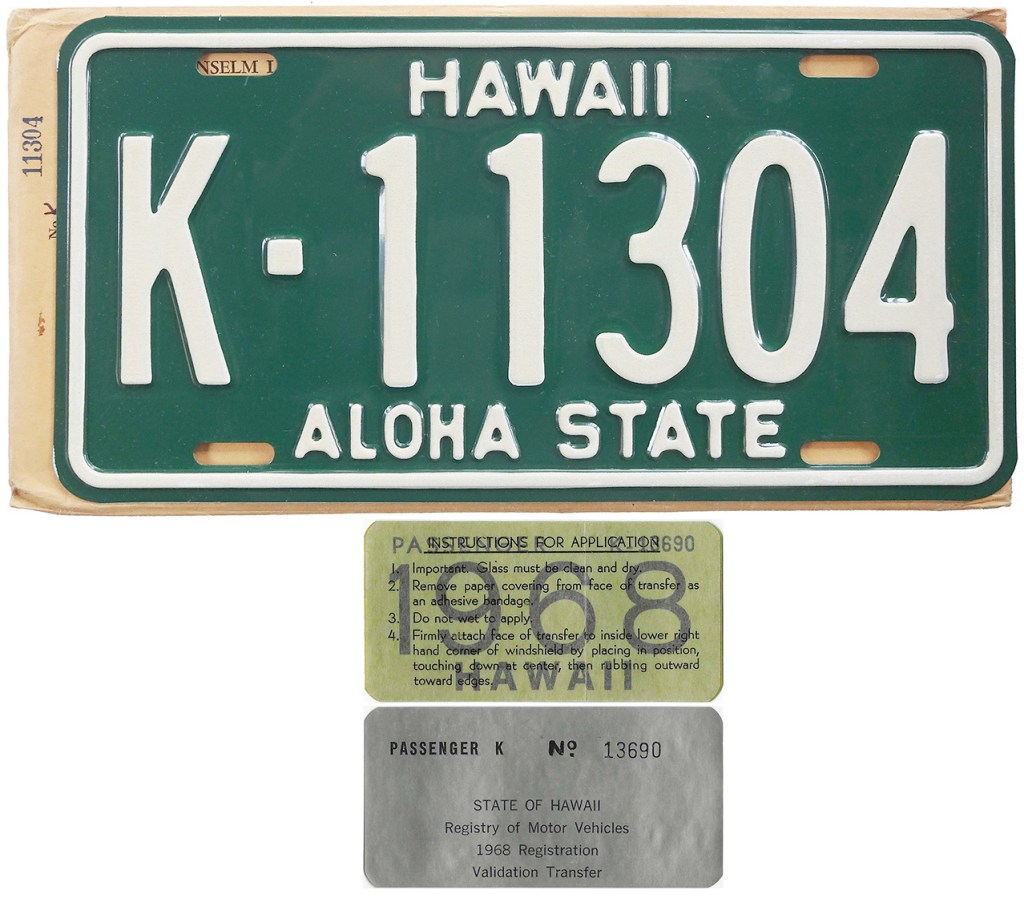 NSELM I
HAWAII
11304
No K
K-11304
ALOHA STATE
PASSENGER K-13690
INSTRUCTIONS FOR APPLICATION
1. Important. Glass must be clean and dry.
2. Remove paper covering from face of transfer as
an adhesive bandage.
3. Do not wet to apply.
4. Firmly attach face of transfer to inside lower right
hand corner of windshield by placing in position,
touching down at center, then rubbing outward
toward edges.
1968
HAWAII
PASSENGER K Nº 13690
STATE OF HAWAII
Registry of Motor Vehicles
1968 Registration
Validation Transfer